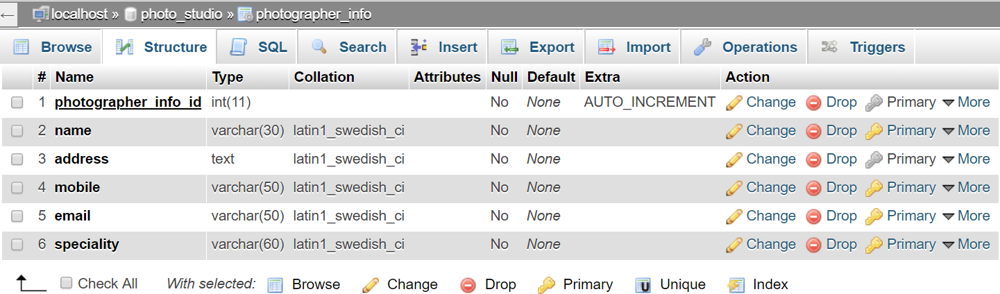 localhost » photo_studio » photographer_info
Browse Structure SQL Search Insert Export Import Operations Triggers
# Name Type Collation Attributes Null Default Extra Action
1 photographer_info_id int(11) No None AUTO_INCREMENT Change Drop Primary More
2 name varchar(30) latin1_swedish_ci No None Change Drop Primary More
3 address text latin1_swedish_ci No None Change Drop Primary More
4 mobile varchar(50) latin1_swedish_ci No None Change Drop Primary More
5 email varchar(50) latin1_swedish_ci No None Change Drop Primary More
6 speciality varchar(60) latin1_swedish_ci No None Change Drop Primary More
Check All With selected: Browse Change Drop Primary Unique Index